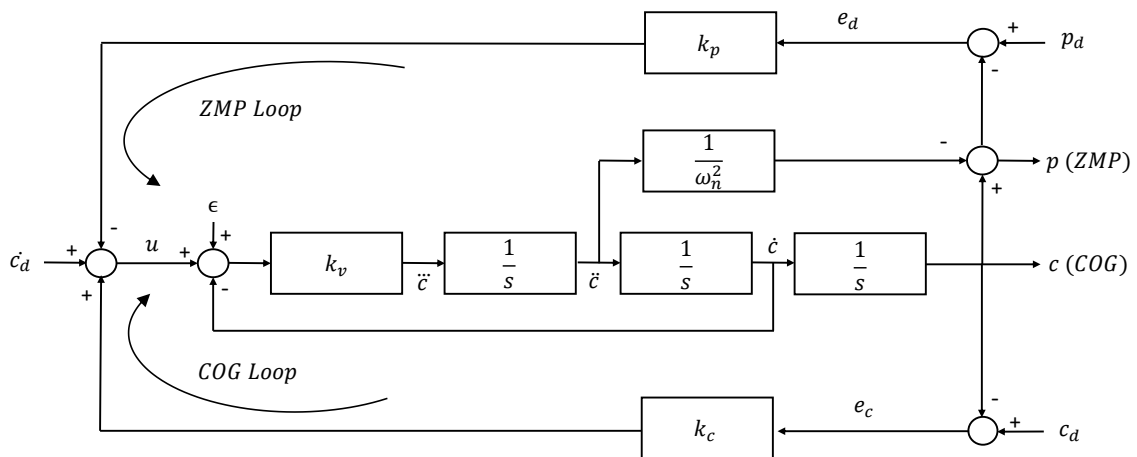 e_d
+ p_d
k_p
-
ZMP Loop
1/ω_n^2
- p (ZMP)
+
ϵ
-
u
+
ċ_d + + k_v 1/s 1/s ċ 1/s c (COG)
+ - c⃛ c̈
COG Loop
-
e_c
k_c + c_d